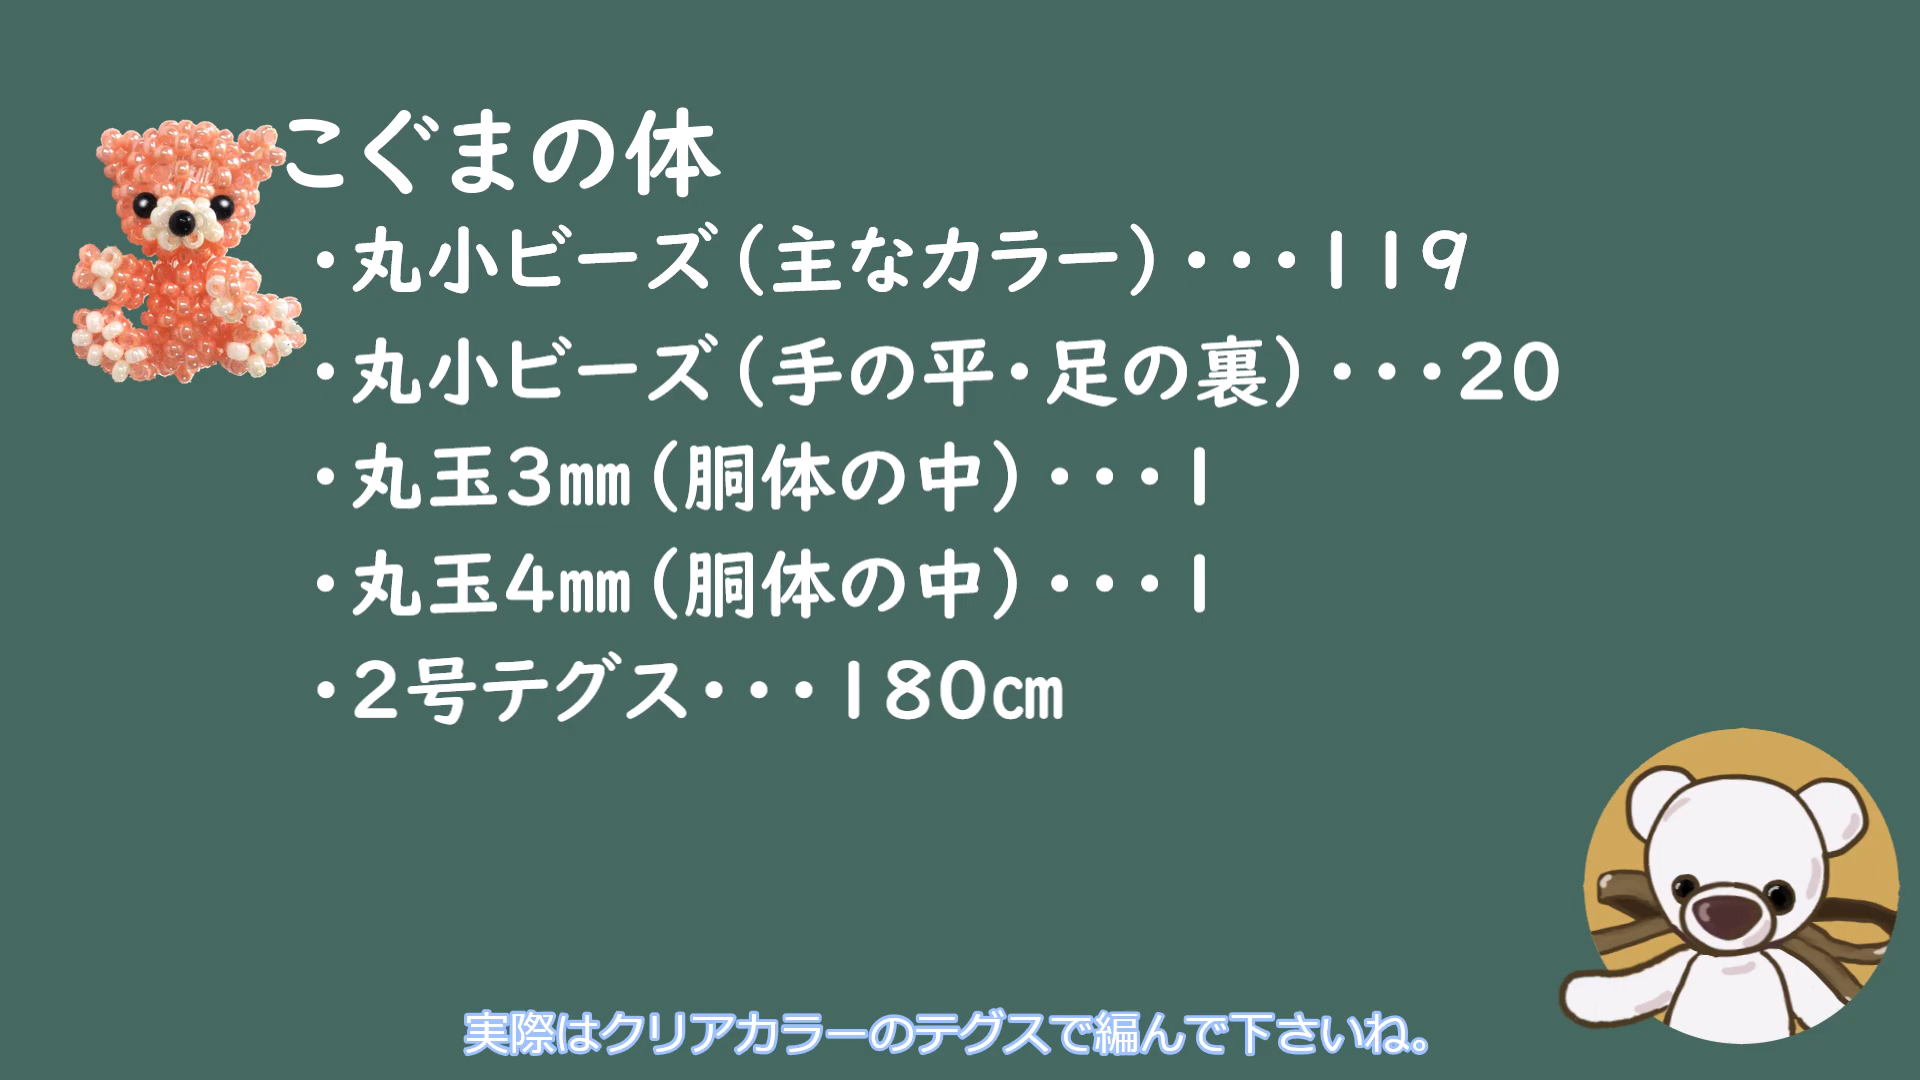 こぐまの体
・丸小ビーズ（主なカラー）・・・１１９
・丸小ビーズ（手の平・足の裏）・・・２０
・丸玉３㎜（胴体の中）・・・１
・丸玉４㎜（胴体の中）・・・１
・２号テグス・・・１８０㎝
実際はクリアカラーのテグスで編んで下さいね。